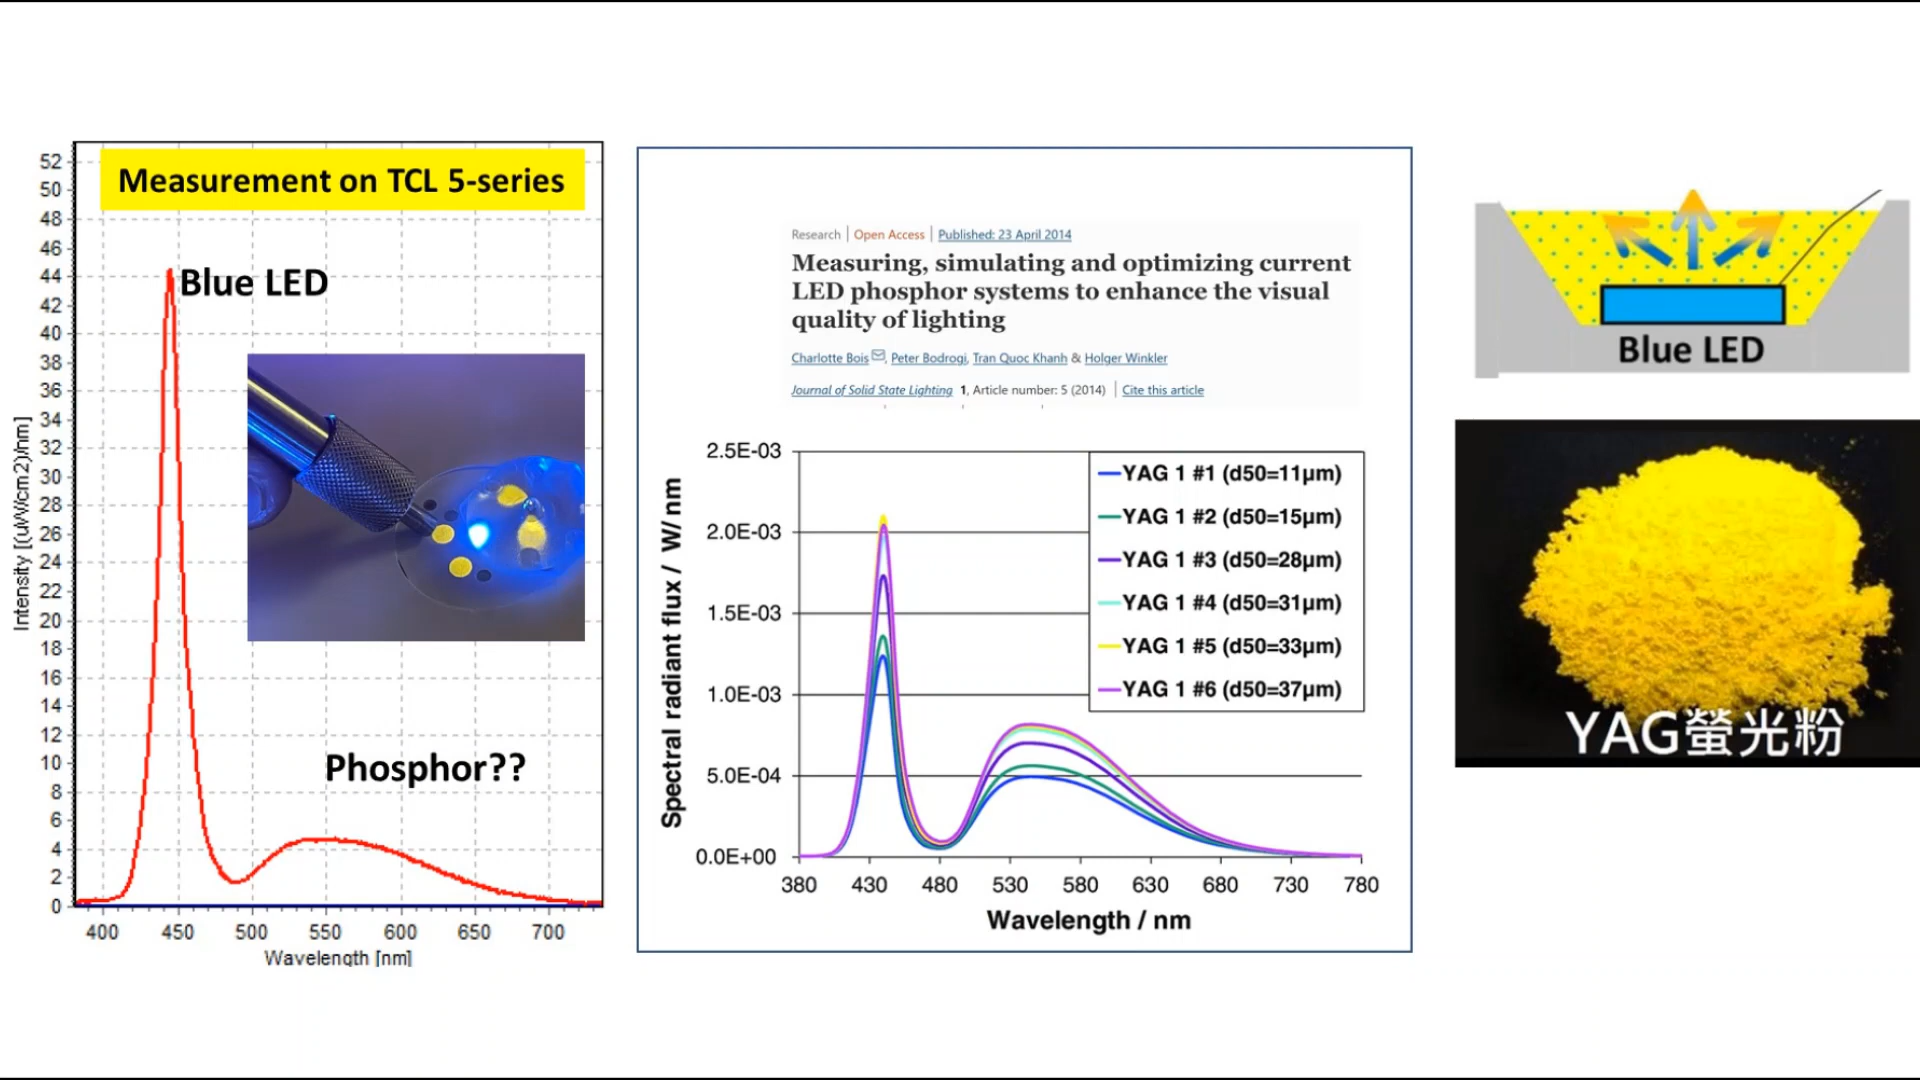 Measurement on TCL 5-series
Blue LED
Phosphor??
52
50
48
46
44
42
40
38
36
34
32
30
28
26
24
22
20
18
16
14
12
10
8
6
4
2
0
Intensity [(uW/cm2)/nm]
400 450 500 550 600 650 700
Wavelength [nm]
Research | Open Access | Published: 23 April 2014
Measuring, simulating and optimizing current
LED phosphor systems to enhance the visual
quality of lighting
Charlotte Bois, Peter Bodrogi, Tran Quoc Khanh & Holger Winkler
Journal of Solid State Lighting 1, Article number: 5 (2014) | Cite this article
Spectral radiant flux / W/nm
2.5E-03
2.0E-03
1.5E-03
1.0E-03
5.0E-04
0.0E+00
YAG 1 #1 (d50=11µm)
YAG 1 #2 (d50=15µm)
YAG 1 #3 (d50=28µm)
YAG 1 #4 (d50=31µm)
YAG 1 #5 (d50=33µm)
YAG 1 #6 (d50=37µm)
380 430 480 530 580 630 680 730 780
Wavelength / nm
Blue LED
YAG螢光粉